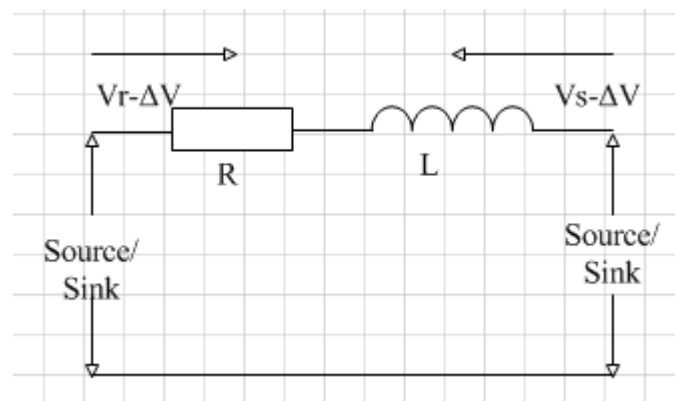 Vr-ΔV
Vs-ΔV
R
L
Source/
Sink
Source/
Sink